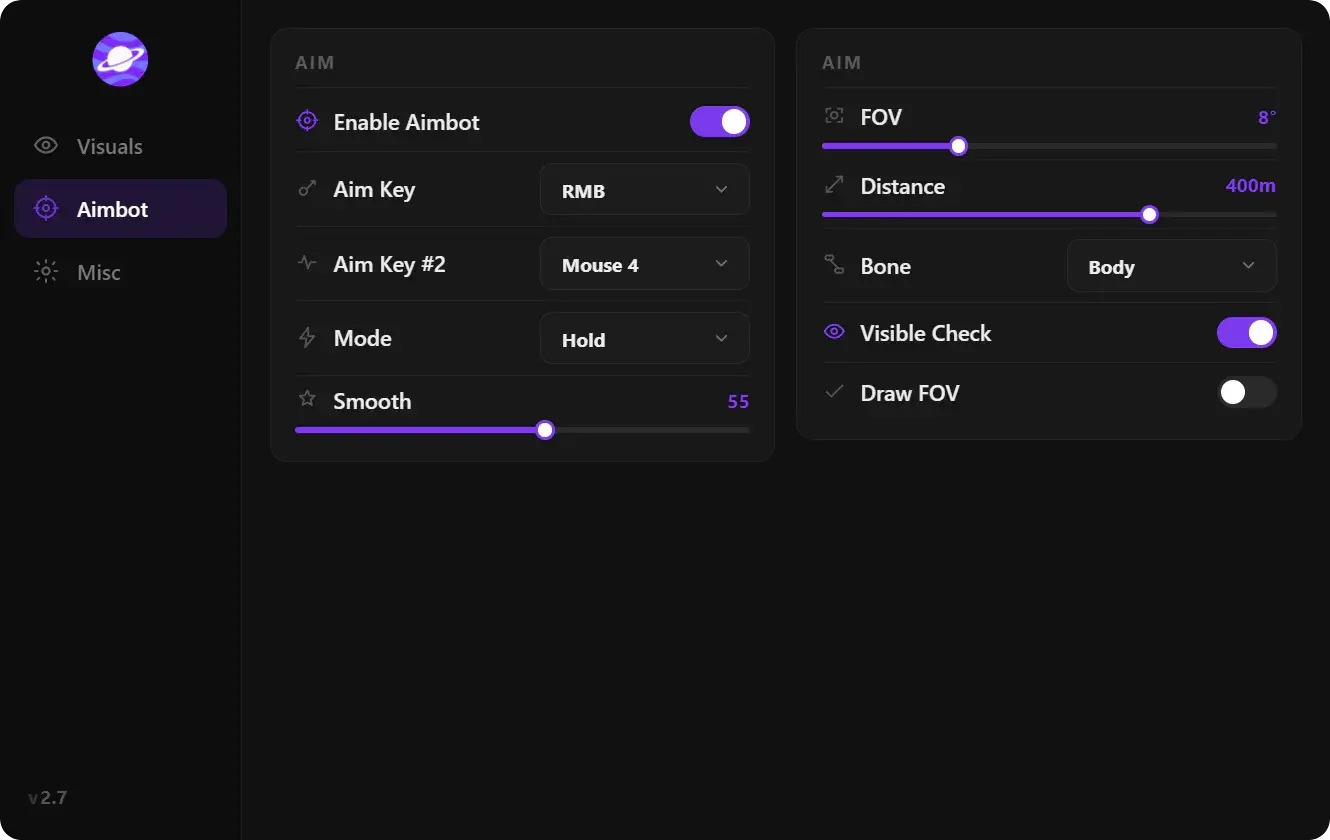 Visuals
Aimbot
Misc
v2.7
AIM
Enable Aimbot
Aim Key RMB
Aim Key #2 Mouse 4
Mode Hold
Smooth 55
AIM
FOV 8°
Distance 400m
Bone Body
Visible Check
Draw FOV